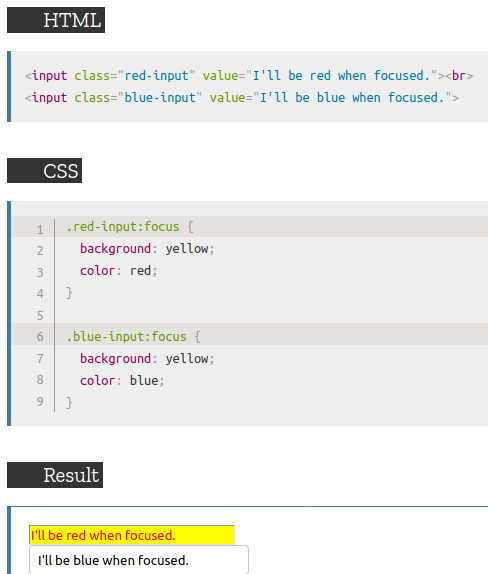 HTML
<input class="red-input" value="I'll be red when focused."><br>
<input class="blue-input" value="I'll be blue when focused.">
CSS
1 .red-input:focus {
2 background: yellow;
3 color: red;
4 }
5
6 .blue-input:focus {
7 background: yellow;
8 color: blue;
9 }
Result
I'll be red when focused.
I'll be blue when focused.